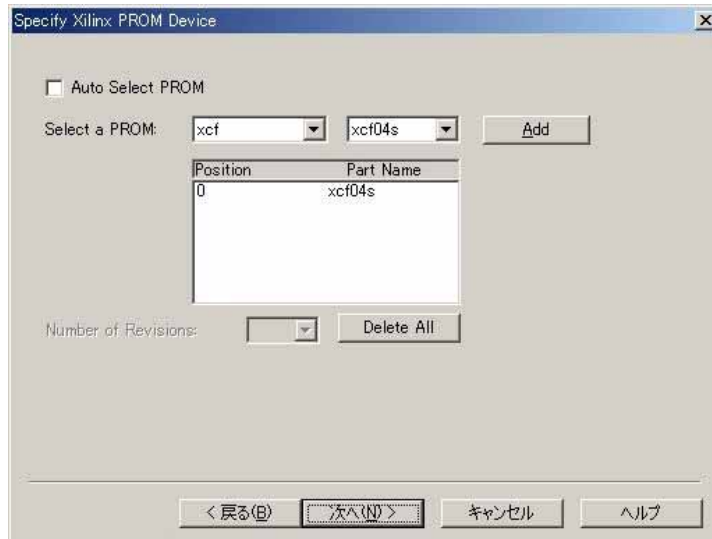 Specify Xilinx PROM Device
Auto Select PROM
Select a PROM: xcf xcf04s Add
Position Part Name
0 xcf04s
Number of Revisions: Delete All
< 戻る(B) 次へ(N) > キャンセル ヘルプ